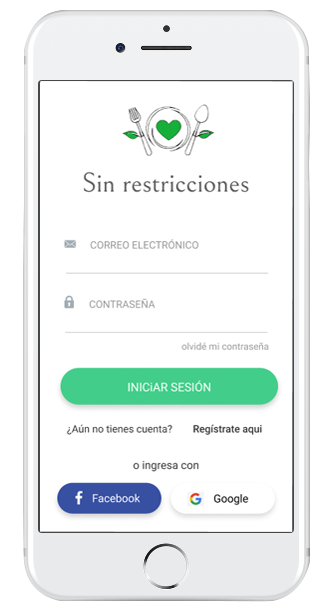 Sin restricciones
CORREO ELECTRÓNICO
CONTRASEÑA
olvidé mi contraseña
INICiAR SESIÓN
¿Aún no tienes cuenta? Regístrate aqui
o ingresa con
f Facebook G Google